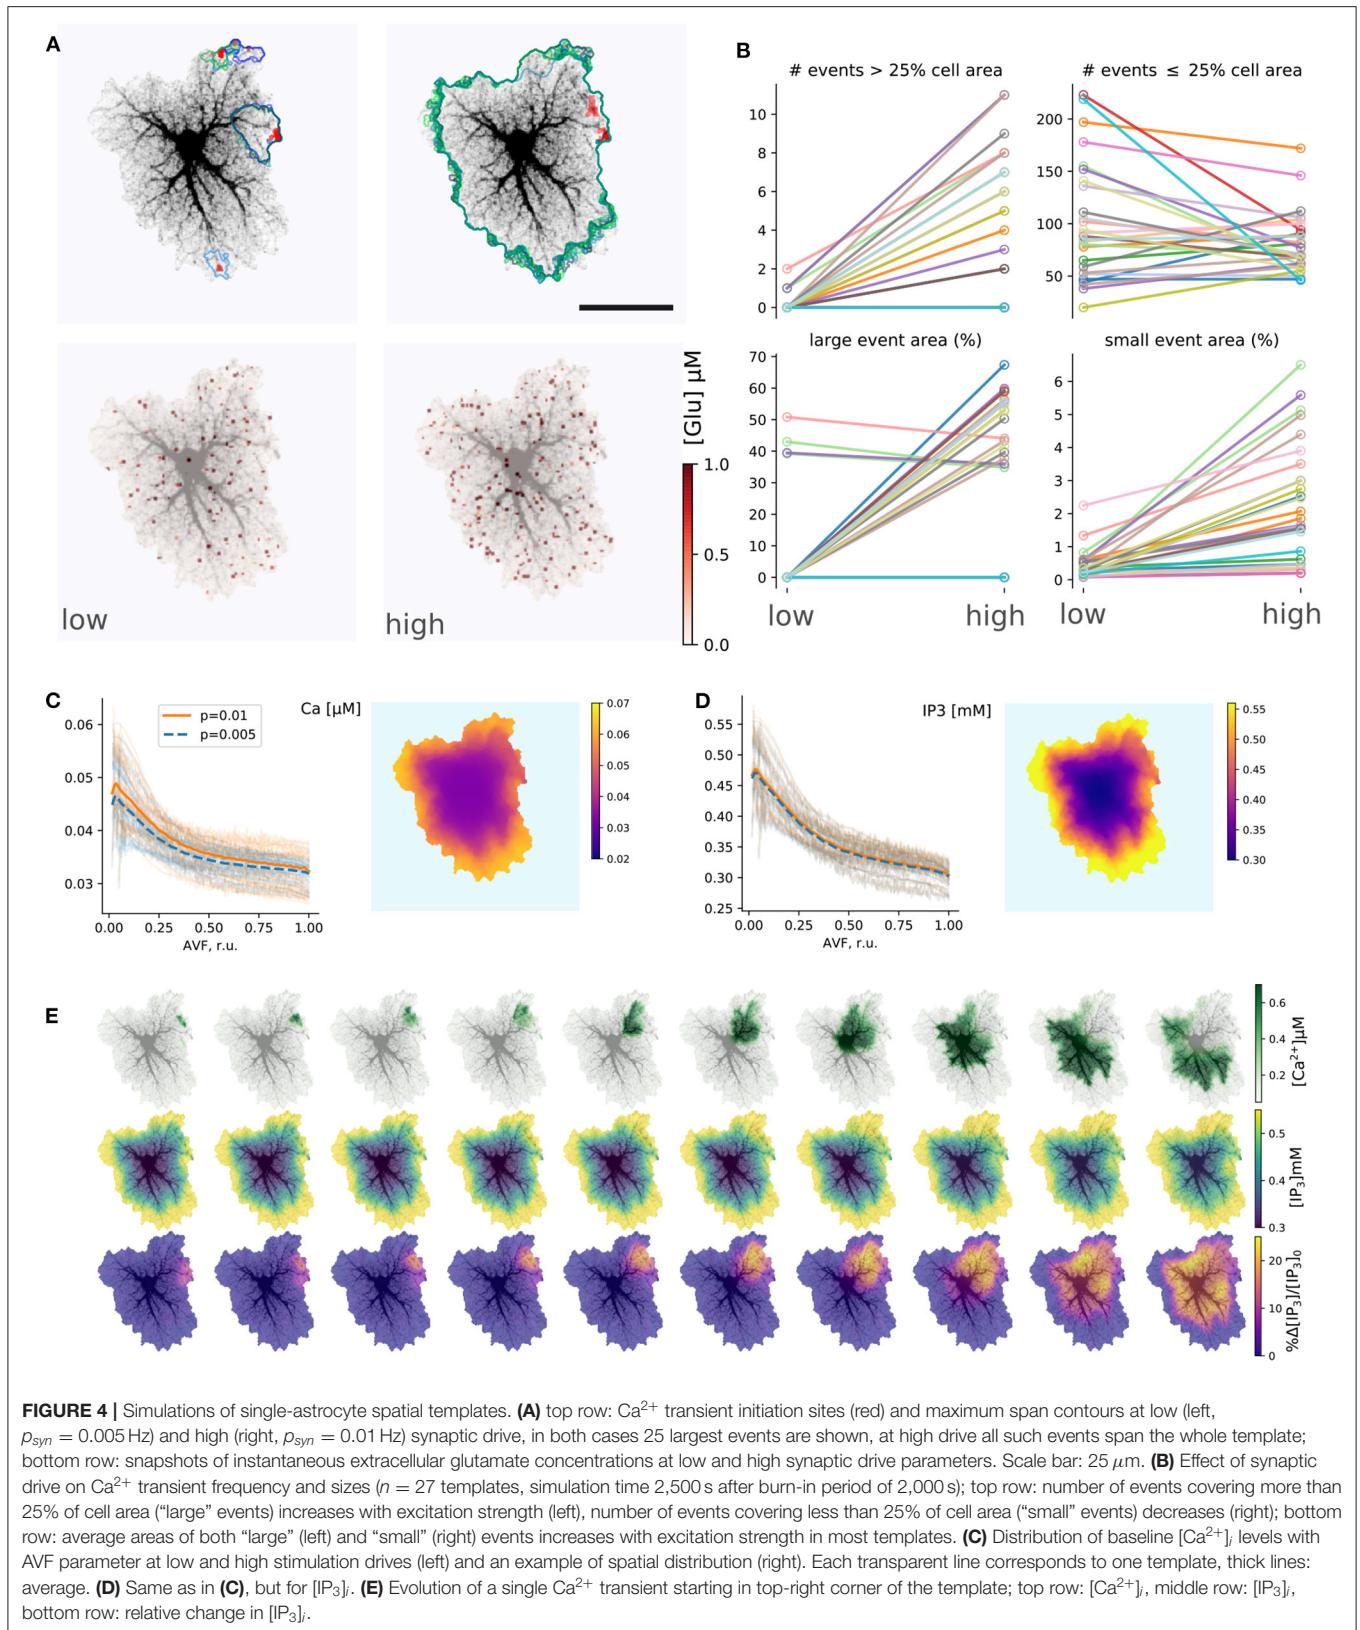 A
low
high
[Glu] μM
1.0
0.5
0.0
B
# events > 25% cell area
10
8
6
4
2
0
# events ≤ 25% cell area
200
150
100
50
large event area (%)
70
60
50
40
30
20
10
0
low
high
small event area (%)
6
5
4
3
2
1
0
low
high
C
0.06
0.05
0.04
0.03
p=0.01
p=0.005
0.00 0.25 0.50 0.75 1.00
AVF, r.u.
Ca [μM]
0.07
0.06
0.05
0.04
0.03
0.02
D
0.55
0.50
0.45
0.40
0.35
0.30
0.25
0.00 0.25 0.50 0.75 1.00
AVF, r.u.
IP3 [mM]
0.55
0.50
0.45
0.40
0.35
0.30
E
0.6
0.4
0.2
[Ca²⁺]μM
0.5
0.4
0.3
[IP₃]mM
20
10
0
%Δ[IP₃]/[IP₃]₀
FIGURE 4 | Simulations of single-astrocyte spatial templates. (A) top row: Ca²⁺ transient initiation sites (red) and maximum span contours at low (left,
pₛᵧₙ = 0.005 Hz) and high (right, pₛᵧₙ = 0.01 Hz) synaptic drive, in both cases 25 largest events are shown, at high drive all such events span the whole template;
bottom row: snapshots of instantaneous extracellular glutamate concentrations at low and high synaptic drive parameters. Scale bar: 25 μm. (B) Effect of synaptic
drive on Ca²⁺ transient frequency and sizes (n = 27 templates, simulation time 2,500 s after burn-in period of 2,000 s); top row: number of events covering more than
25% of cell area (“large” events) increases with excitation strength (left), number of events covering less than 25% of cell area (“small” events) decreases (right); bottom
row: average areas of both “large” (left) and “small” (right) events increases with excitation strength in most templates. (C) Distribution of baseline [Ca²⁺]ᵢ levels with
AVF parameter at low and high stimulation drives (left) and an example of spatial distribution (right). Each transparent line corresponds to one template, thick lines:
average. (D) Same as in (C), but for [IP₃]ᵢ. (E) Evolution of a single Ca²⁺ transient starting in top-right corner of the template; top row: [Ca²⁺]ᵢ, middle row: [IP₃]ᵢ,
bottom row: relative change in [IP₃]ᵢ.